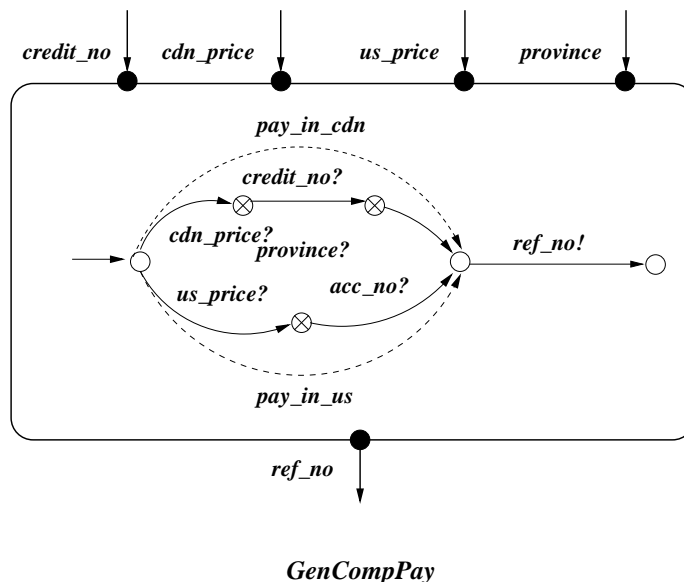 credit_no cdn_price us_price province
pay_in_cdn
credit_no?
cdn_price?
province?
ref_no!
us_price?
acc_no?
pay_in_us
ref_no
GenCompPay